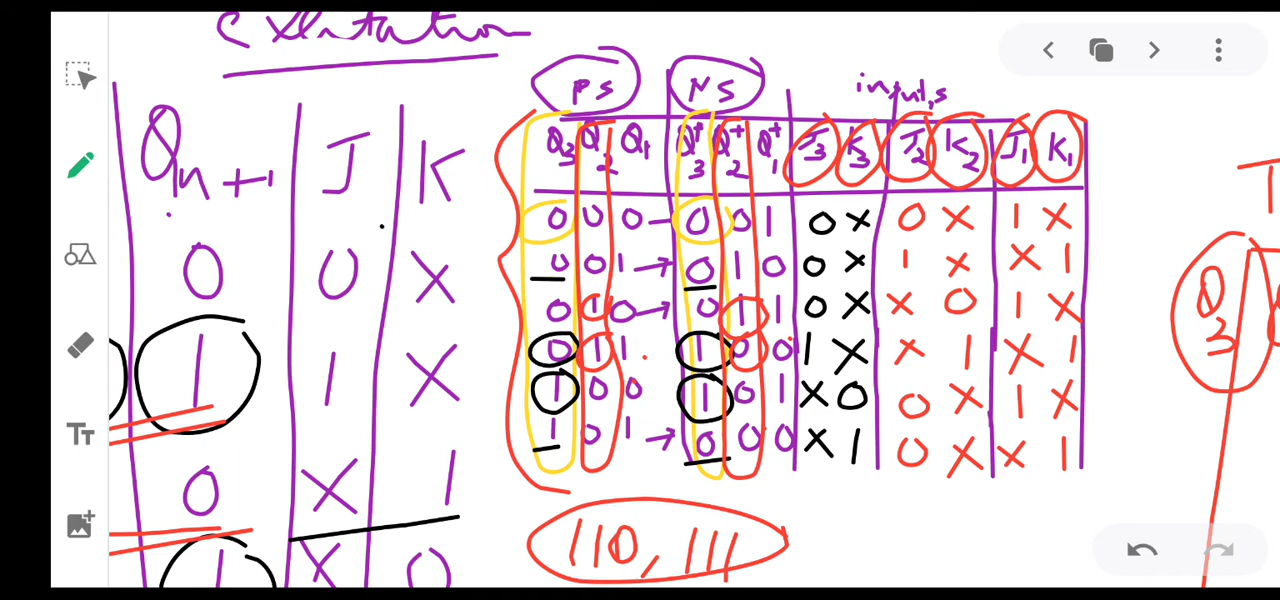 excitation
PS NS inputs
Qn+1 J K
Q3 Q2 Q1 Q3+ Q2+ Q1+ J3 K3 J2 K2 J1 K1
0 0 X
1 1 X
0 X 1
1 X 0
0 0 0 → 0 0 1 0 X 0 X 1 X
0 0 1 → 0 1 0 0 X 1 X X 1
0 1 0 → 0 1 1 0 X X 0 1 X
0 1 1 1 0 0 1 X X 1 X 1
1 0 0 1 0 1 X 0 0 X 1 X
1 0 1 → 0 0 0 X 1 0 X X 1
110, 111
Q3
Tт